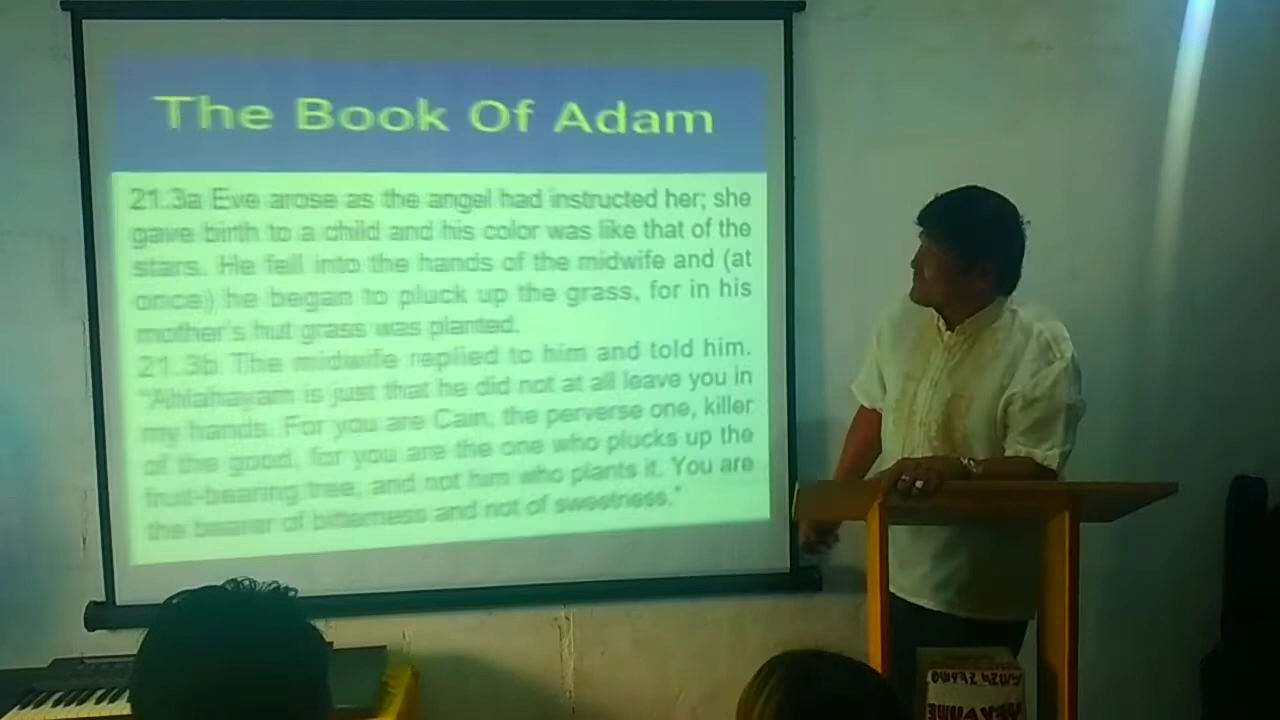 The Book Of Adam
21.3a Eve arose as the angel had instructed her; she
gave birth to a child and his color was like that of the
stars. He fell into the hands of the midwife and (at
once) he began to pluck up the grass, for in his
mother's hut grass was planted.
21.3b The midwife replied to him and told him.
is just that he did not at all leave you in
my hands. For you are Cain, the perverse one, killer
of the good, for you are the one who plucks up the
fruit-bearing tree, and not him who plants it. You are
the bearer of bitterness and not of sweetness."